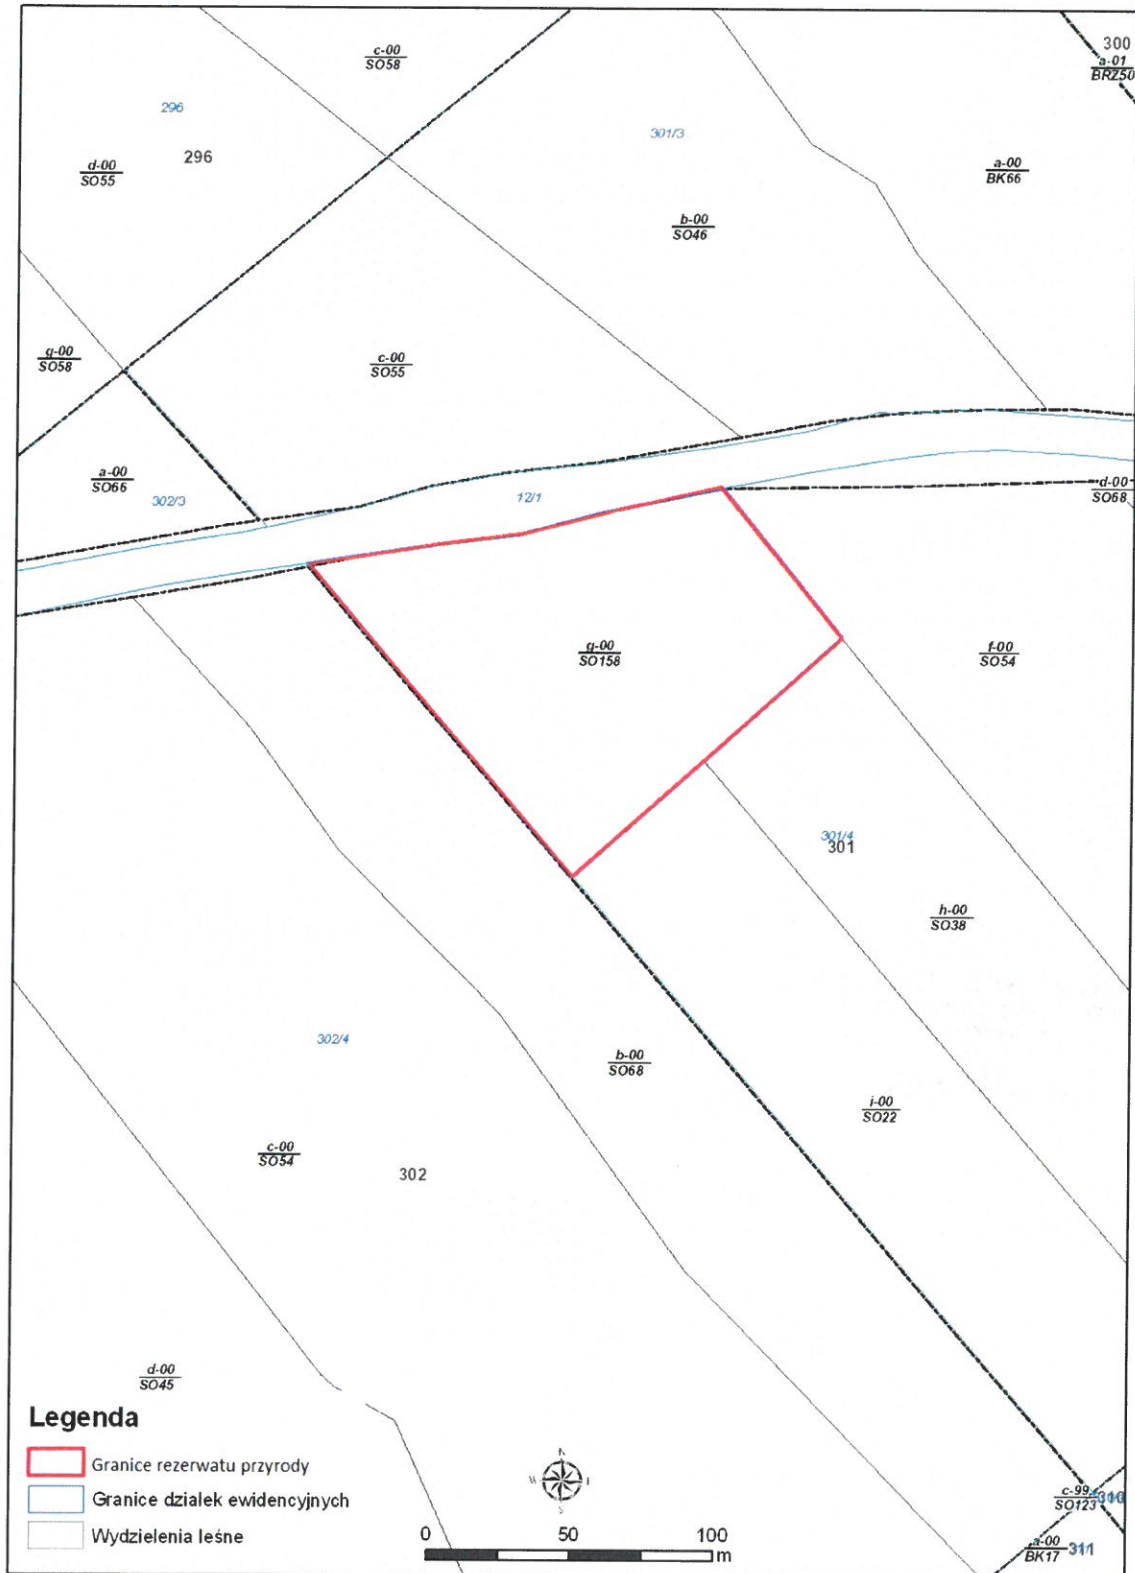 c-00
SO58
300
a-01
BRZ50
296
296
301/3
d-00
SO55
a-00
BK66
b-00
SO46
g-00
SO58
c-00
SO55
a-00
SO66
302/3
12/1
d-00
SO68
g-00
SO158
f-00
SO54
301/4
301
h-00
SO38
302/4
b-00
SO68
i-00
SO22
c-00
SO54
302
d-00
SO45
Legenda
Granice rezerwatu przyrody
Granice działek ewidencyjnych
Wydzielenia leśne
N
W
S
0 50 100
m
c-99
SO123
a-00
BK17
311